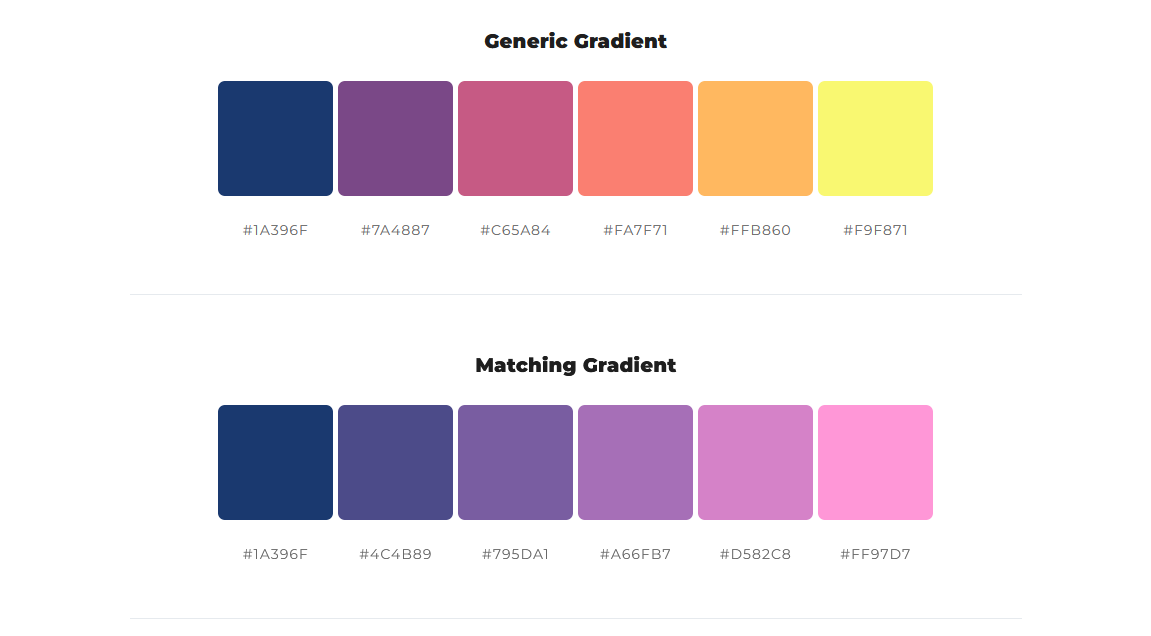 Generic Gradient
#1A396F #7A4887 #C65A84 #FA7F71 #FFB860 #F9F871
Matching Gradient
#1A396F #4C4B89 #795DA1 #A66FB7 #D582C8 #FF97D7